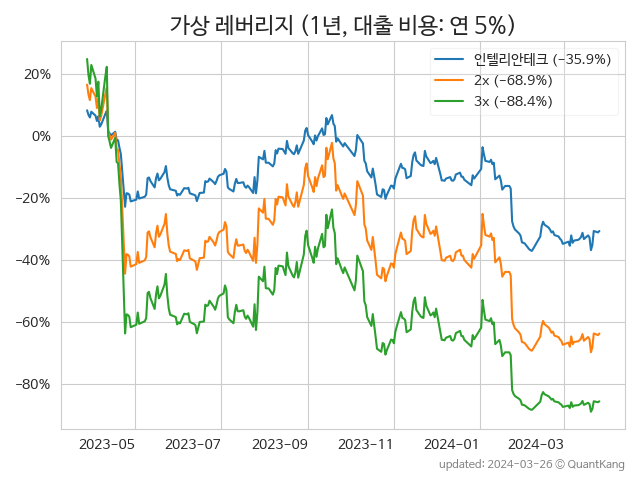 가상 레버리지 (1년, 대출 비용: 연 5%)
인텔리안테크 (−35.9%)
2x (−68.9%)
3x (−88.4%)
20%
0%
−20%
−40%
−60%
−80%
2023-05 2023-07 2023-09 2023-11 2024-01 2024-03
updated: 2024-03-26 © QuantKang